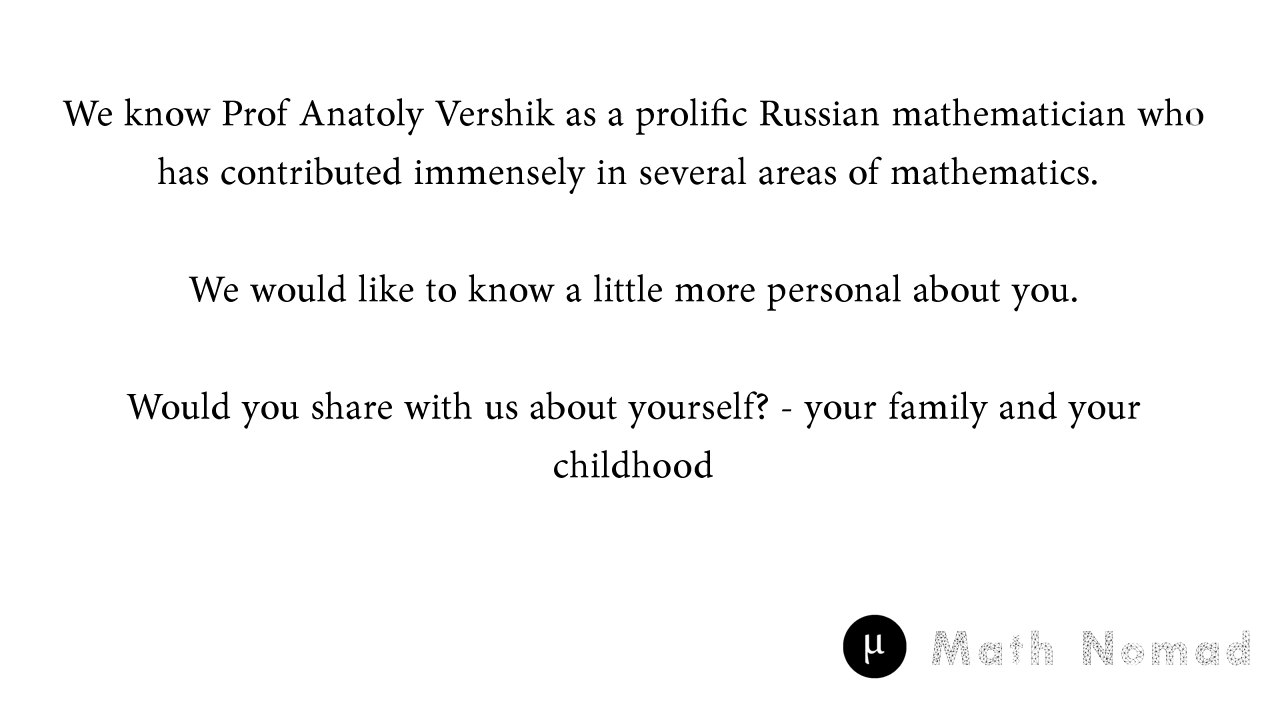 We know Prof Anatoly Vershik as a prolific Russian mathematician who
has contributed immensely in several areas of mathematics.
We would like to know a little more personal about you.
Would you share with us about yourself? - your family and your
childhood
μ Math Nomad